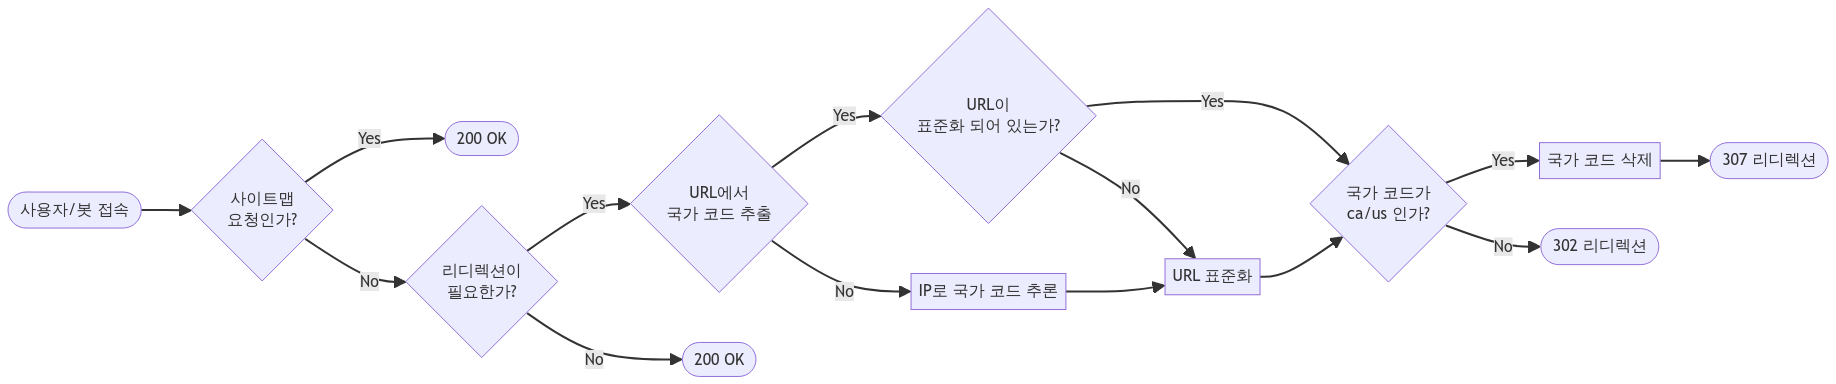 사용자/봇 접속
사이트맵
요청인가?
Yes
200 OK
No
리디렉션이
필요한가?
Yes
No
200 OK
URL에서
국가 코드 추출
Yes
No
URL이
표준화 되어 있는가?
Yes
No
IP로 국가 코드 추론
URL 표준화
국가 코드가
ca/us 인가?
Yes
국가 코드 삭제
307 리디렉션
No
302 리디렉션